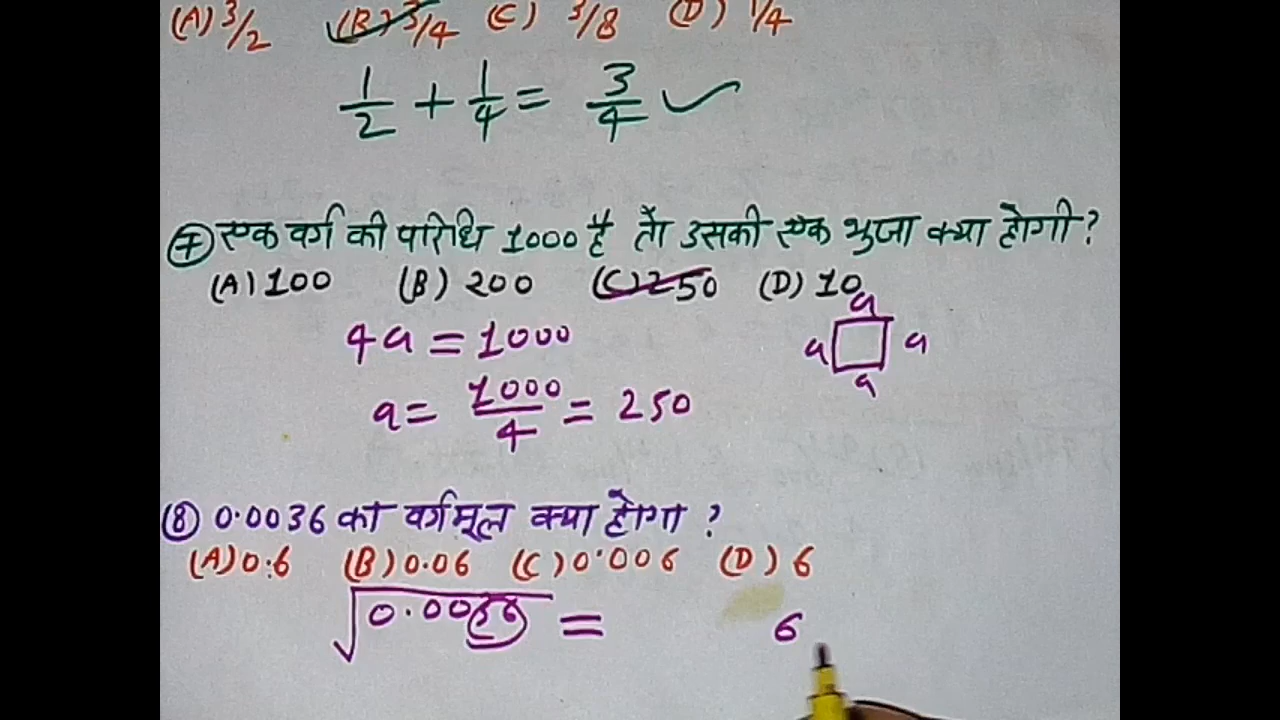 (A) 3/2 (B) 3/4 (C) 3/8 (D) 1/4
1/2 + 1/4 = 3/4 ✓
(7) एक वर्ग की परिधि 1000 है तो उसकी एक भुजा क्या होगी?
(A) 100 (B) 200 (C) 250 (D) 10
4a = 1000
a
a a
a
a = 1000/4 = 250
(8) 0.0036 का वर्गमूल क्या होगा ?
(A) 0.6 (B) 0.06 (C) 0.006 (D) 6
√0.0036 = 6